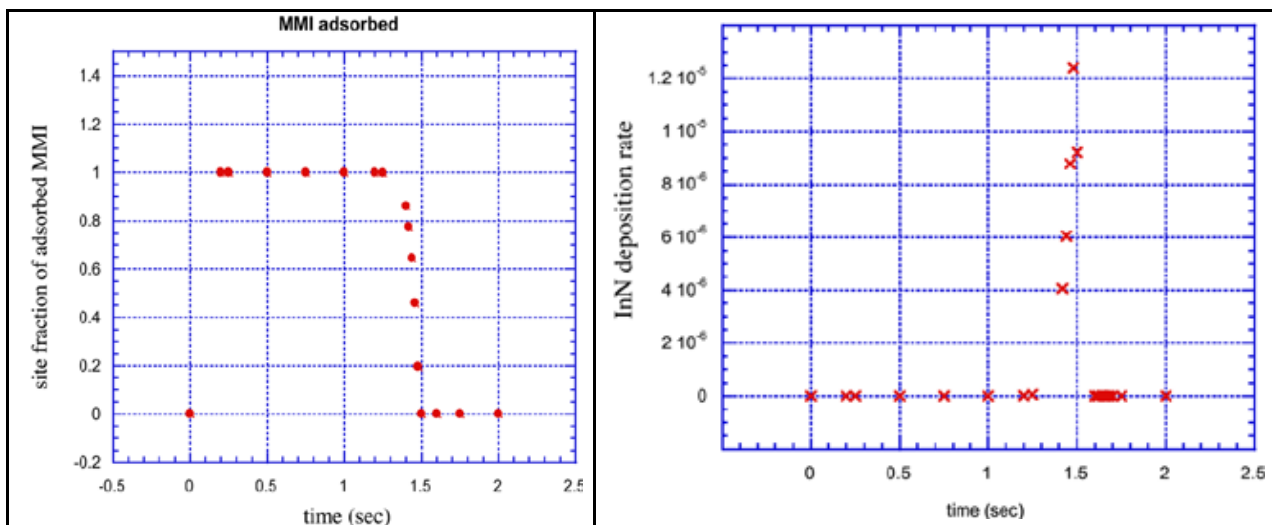 MMI adsorbed
site fraction of adsorbed MMI
1.4
1.2
1
0.8
0.6
0.4
0.2
0
-0.2
-0.5 0 0.5 1 1.5 2 2.5
time (sec)
InN deposition rate
1.2 10⁻⁵
1 10⁻⁵
8 10⁻⁶
6 10⁻⁶
4 10⁻⁶
2 10⁻⁶
0
0 0.5 1 1.5 2 2.5
time (sec)